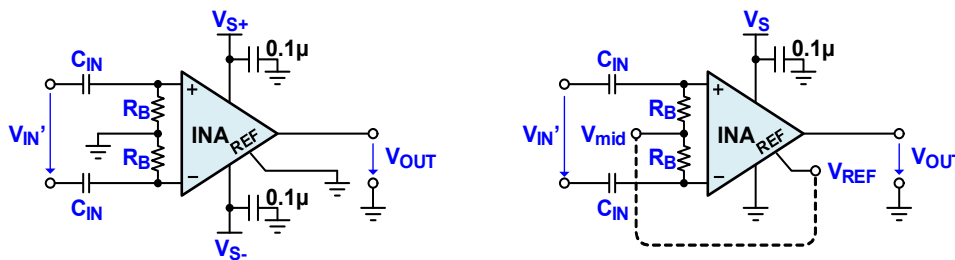 V_S+
0.1µ
C_IN
+
R_B
V_IN'
INA
REF
R_B
V_OUT
−
C_IN
0.1µ
V_S-
V_S
0.1µ
C_IN
+
R_B
V_IN'
V_mid
INA
REF
R_B
V_OUT
V_REF
−
C_IN